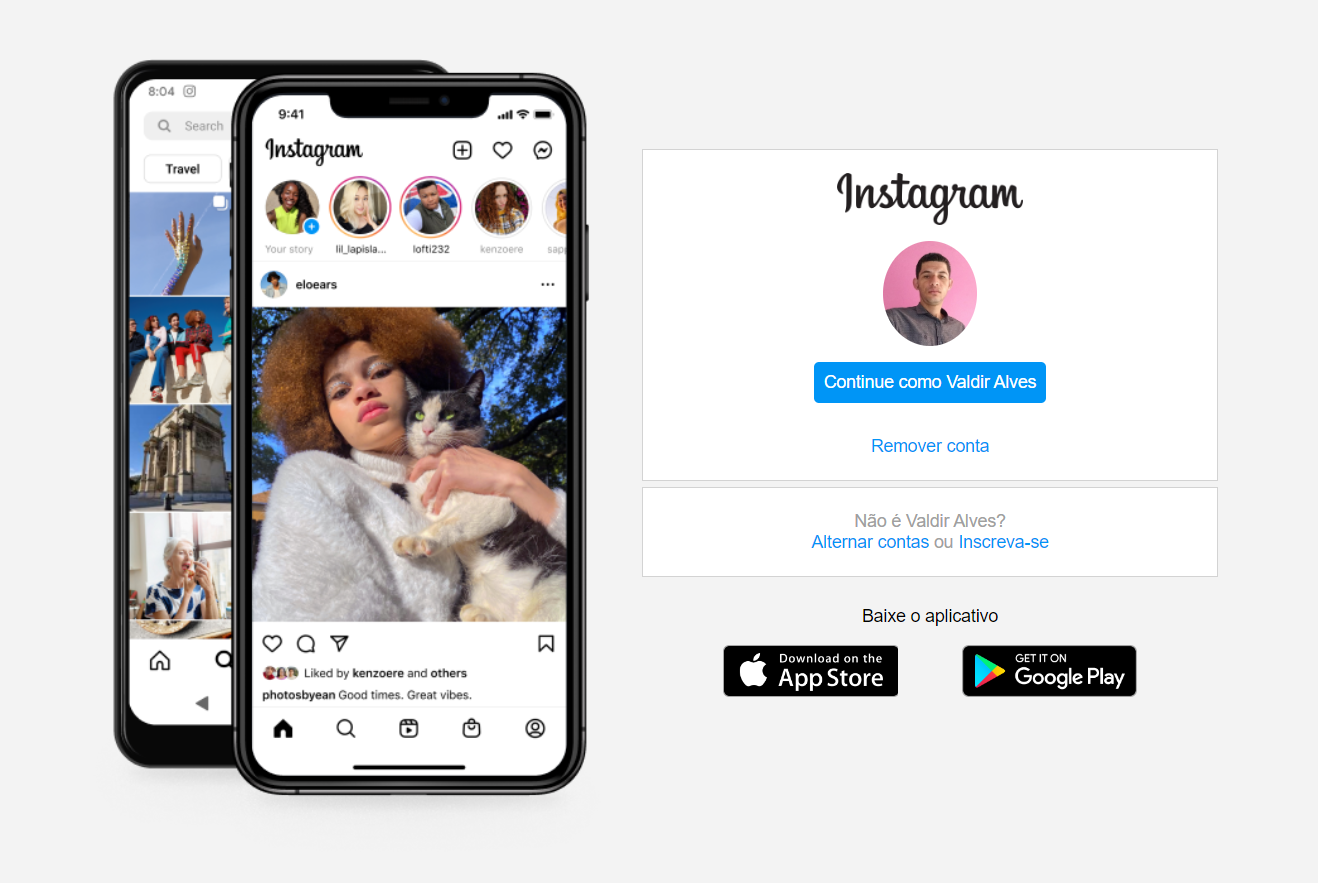 8:04
Search
Travel
9:41
Instagram
Your story
lil_lapisla...
lofti232
kenzoere
sapp
eloears
Liked by kenzoere and others
photosbyean Good times. Great vibes.
Instagram
Continue como Valdir Alves
Remover conta
Não é Valdir Alves?
Alternar contas ou Inscreva-se
Baixe o aplicativo
Download on the
App Store
GET IT ON
Google Play